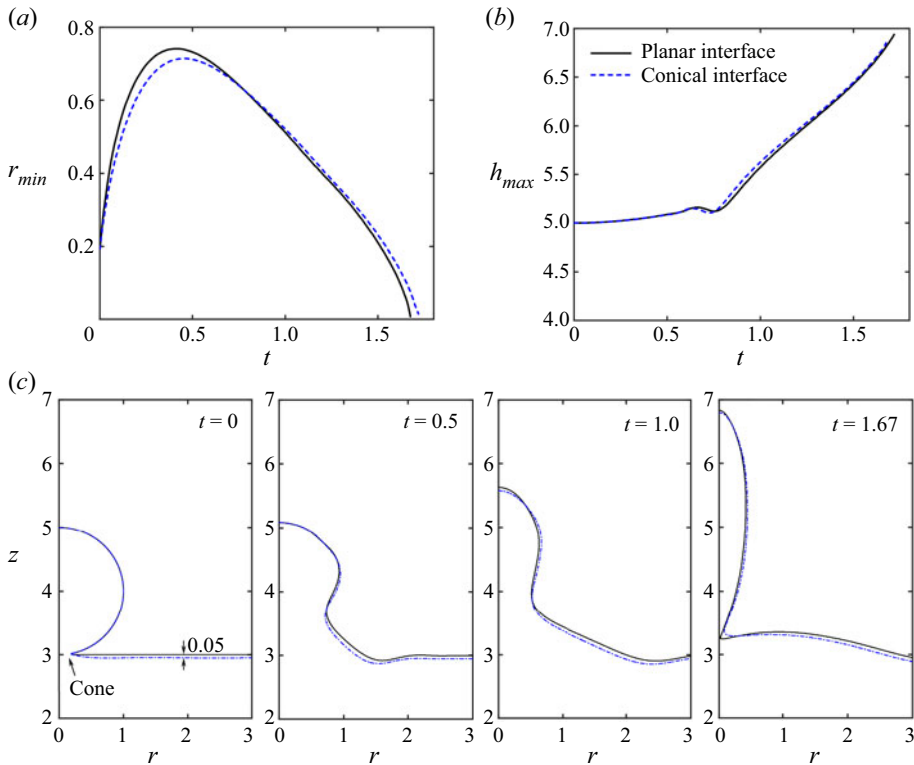 (a)
0.8
0.6
0.4
0.2
r_min
0 0.5 1.0 1.5
t
(b)
7.0
6.5
6.0
5.5
5.0
4.5
4.0
h_max
Planar interface
Conical interface
0 0.5 1.0 1.5
t
(c)
7
6
5
4
3
2
z
t = 0
0.05
Cone
0 1 2 3
r
7
6
5
4
3
2
t = 0.5
0 1 2 3
r
7
6
5
4
3
2
t = 1.0
0 1 2 3
r
7
6
5
4
3
2
t = 1.67
0 1 2 3
r